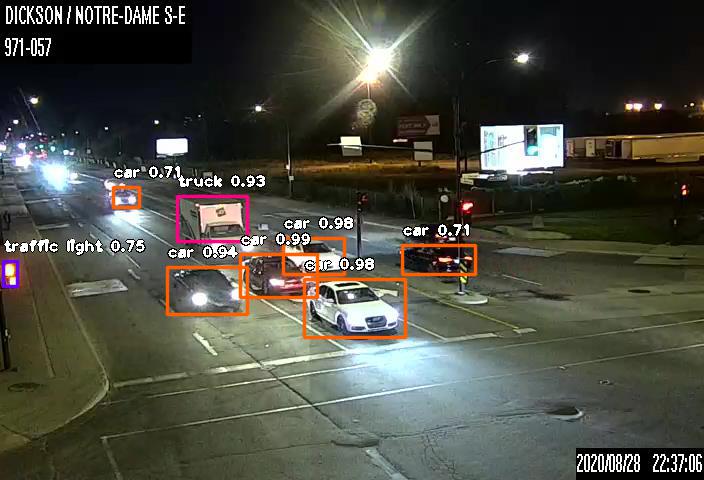 DICKSON / NOTRE-DAME S-E
971-057
car 0.71
truck 0.93
car 0.98
car 0.71
car 0.99
traffic light 0.75
car 0.94
car 0.98
2020/08/28 22:37:06